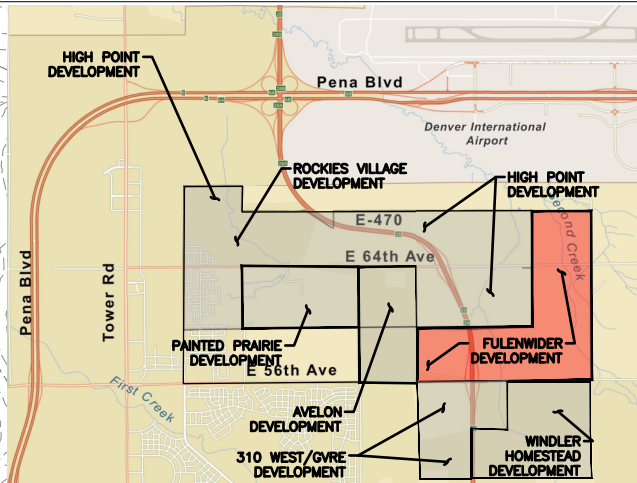 HIGH POINT
DEVELOPMENT
Pena Blvd
Denver International
Airport
ROCKIES VILLAGE
DEVELOPMENT
HIGH POINT
DEVELOPMENT
Second Creek
E-470
E 64th Ave
Pena Blvd
Tower Rd
PAINTED PRAIRIE
DEVELOPMENT
FULENWIDER
DEVELOPMENT
E 56th Ave
First Creek
AVELON
DEVELOPMENT
310 WEST/GVRE
DEVELOPMENT
WINDLER
HOMESTEAD
DEVELOPMENT